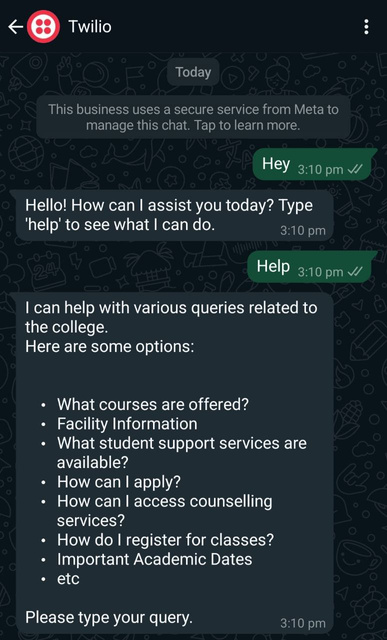 Twilio
Today
This business uses a secure service from Meta to
manage this chat. Tap to learn more.
Hey 3:10 pm
Hello! How can I assist you today? Type
'help' to see what I can do. 3:10 pm
Help 3:10 pm
I can help with various queries related to
the college.
Here are some options:
• What courses are offered?
• Facility Information
• What student support services are
available?
• How can I apply?
• How can I access counselling
services?
• How do I register for classes?
• Important Academic Dates
• etc
Please type your query. 3:10 pm